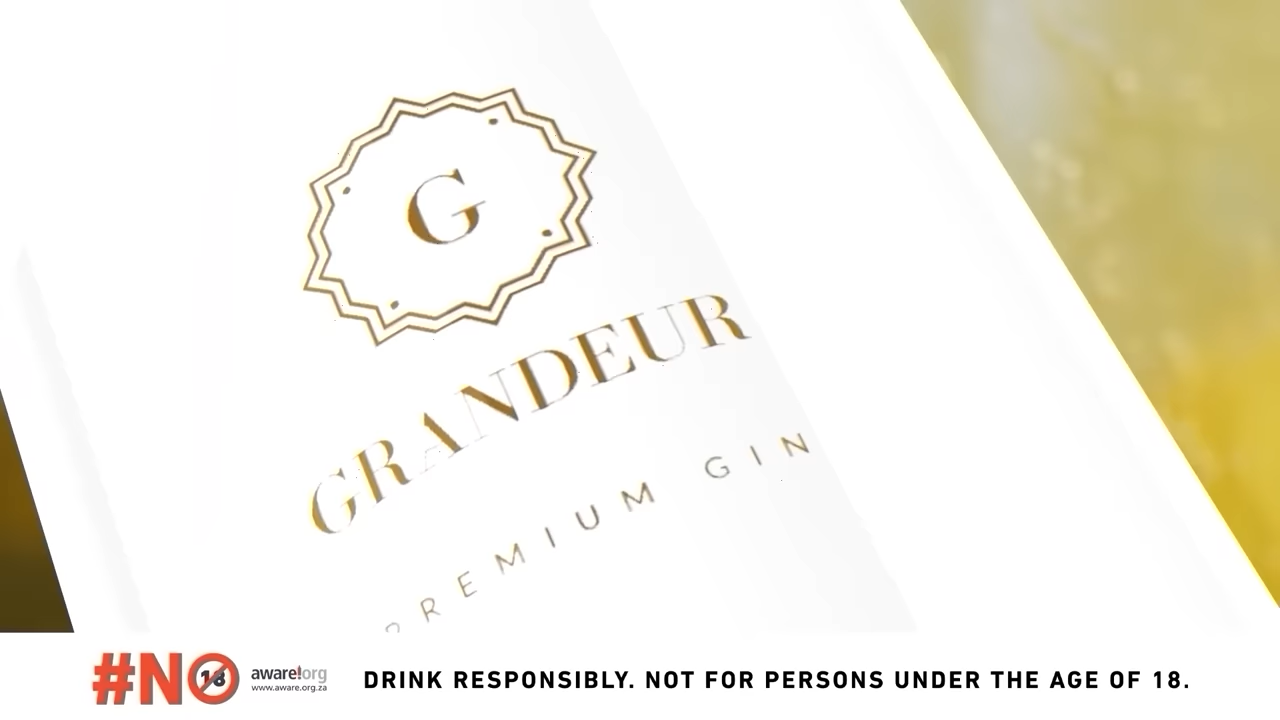 G
GRANDEUR
PREMIUM GIN
#NO 18
aware!org
www.aware.org.za
DRINK RESPONSIBLY. NOT FOR PERSONS UNDER THE AGE OF 18.